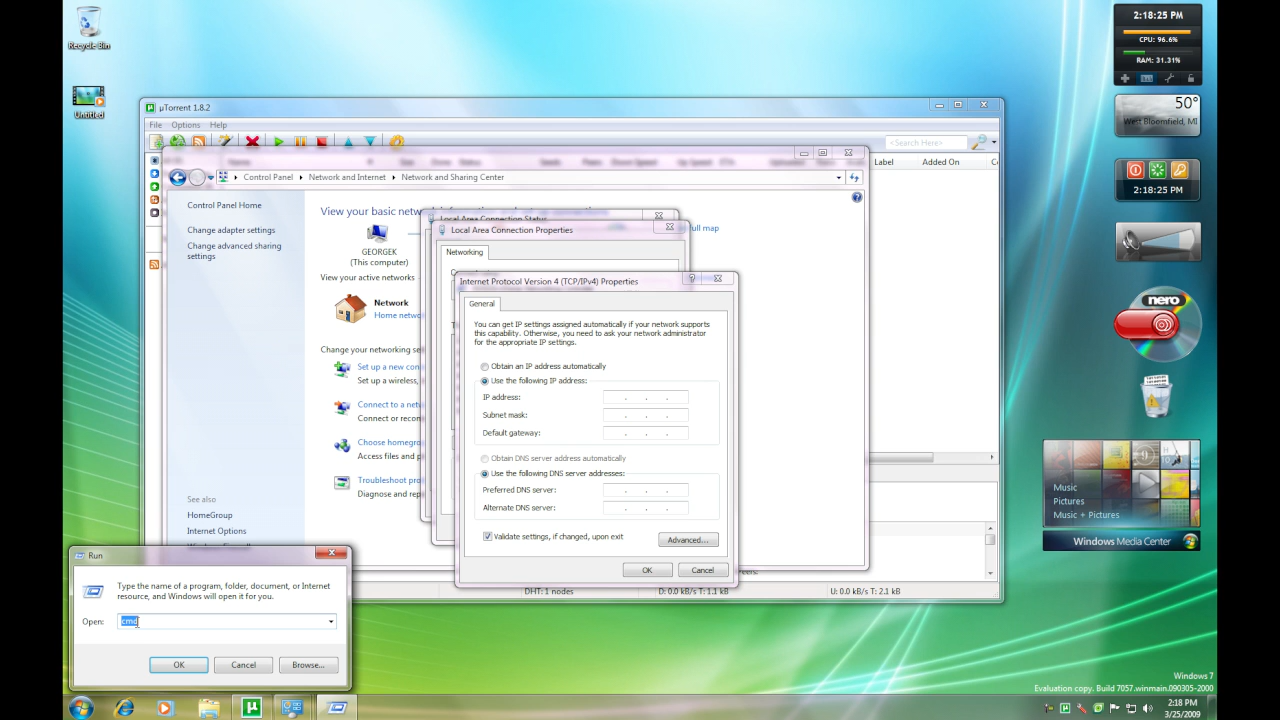 Recycle Bin
Untitled
µTorrent 1.8.2
File Options Help
<Search Here>
Label Added On
Control Panel Network and Internet Network and Sharing Center
Control Panel Home
Change adapter settings
Change advanced sharing
settings
See also
HomeGroup
Internet Options
View your basic
full map
GEORGEK
(This computer)
View your active networks
Network
Home
Change your networking
Set up a new
Set up a wireless,
Connect to a
Connect or
Choose
Access files and
Troubleshoot
Diagnose and
Local Area Connection Status
Local Area Connection Properties
Networking
Internet Protocol Version 4 (TCP/IPv4) Properties
General
You can get IP settings assigned automatically if your network supports
this capability. Otherwise, you need to ask your network administrator
for the appropriate IP settings.
Obtain an IP address automatically
Use the following IP address:
IP address: . . .
Subnet mask: . . .
Default gateway: . . .
Obtain DNS server address automatically
Use the following DNS server addresses:
Preferred DNS server: . . .
Alternate DNS server: . . .
Validate settings, if changed, upon exit
Advanced...
OK Cancel
DHT: 1 nodes D: 0.0 kB/s T: 1.1 kB U: 0.0 kB/s T: 2.1 kB
Run
Type the name of a program, folder, document, or Internet
resource, and Windows will open it for you.
Open: cmd
OK Cancel Browse...
2:18:25 PM
CPU: 96.6%
RAM: 31.31%
50°
West Bloomfield, MI
2:18:25 PM
nero
Music
Pictures
Music + Pictures
Windows Media Center
Windows 7
Evaluation copy. Build 7057.winmain.090305-2000
2:18 PM
3/25/2009